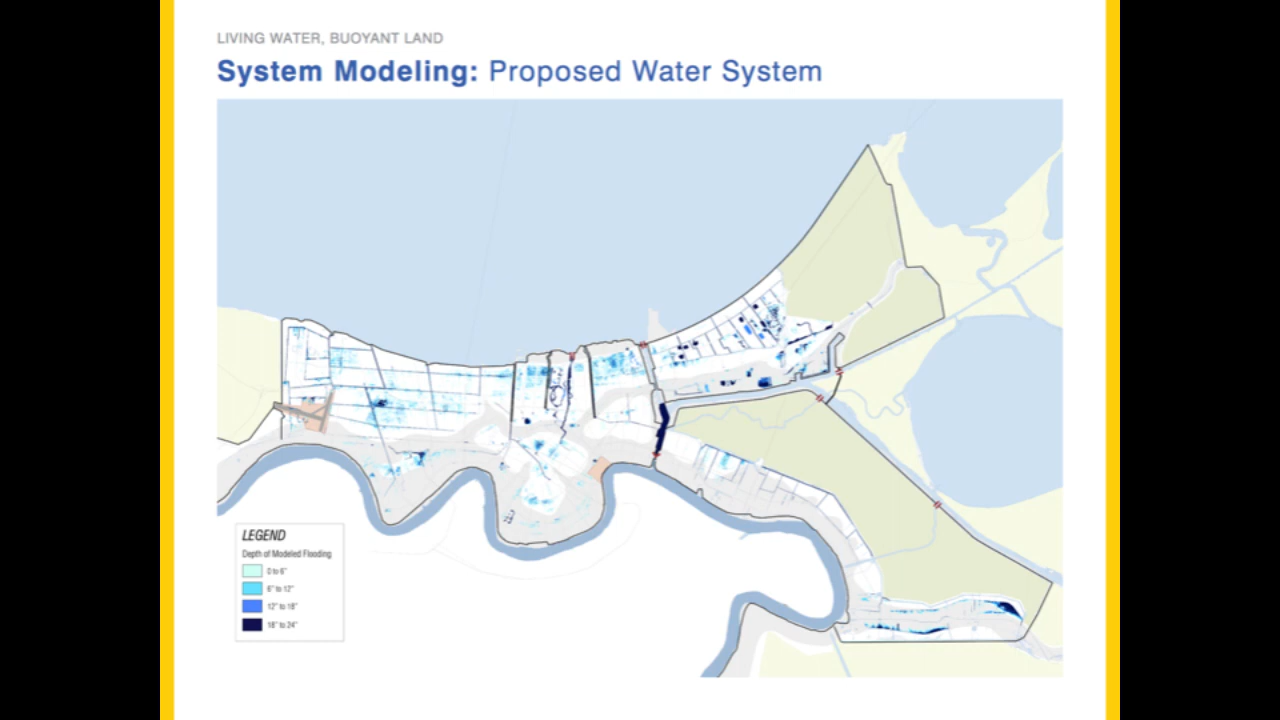 LIVING WATER, BUOYANT LAND
System Modeling: Proposed Water System
LEGEND
Depth of Modeled Flooding
0 to 6"
6" to 12"
12" to 18"
18" to 24"